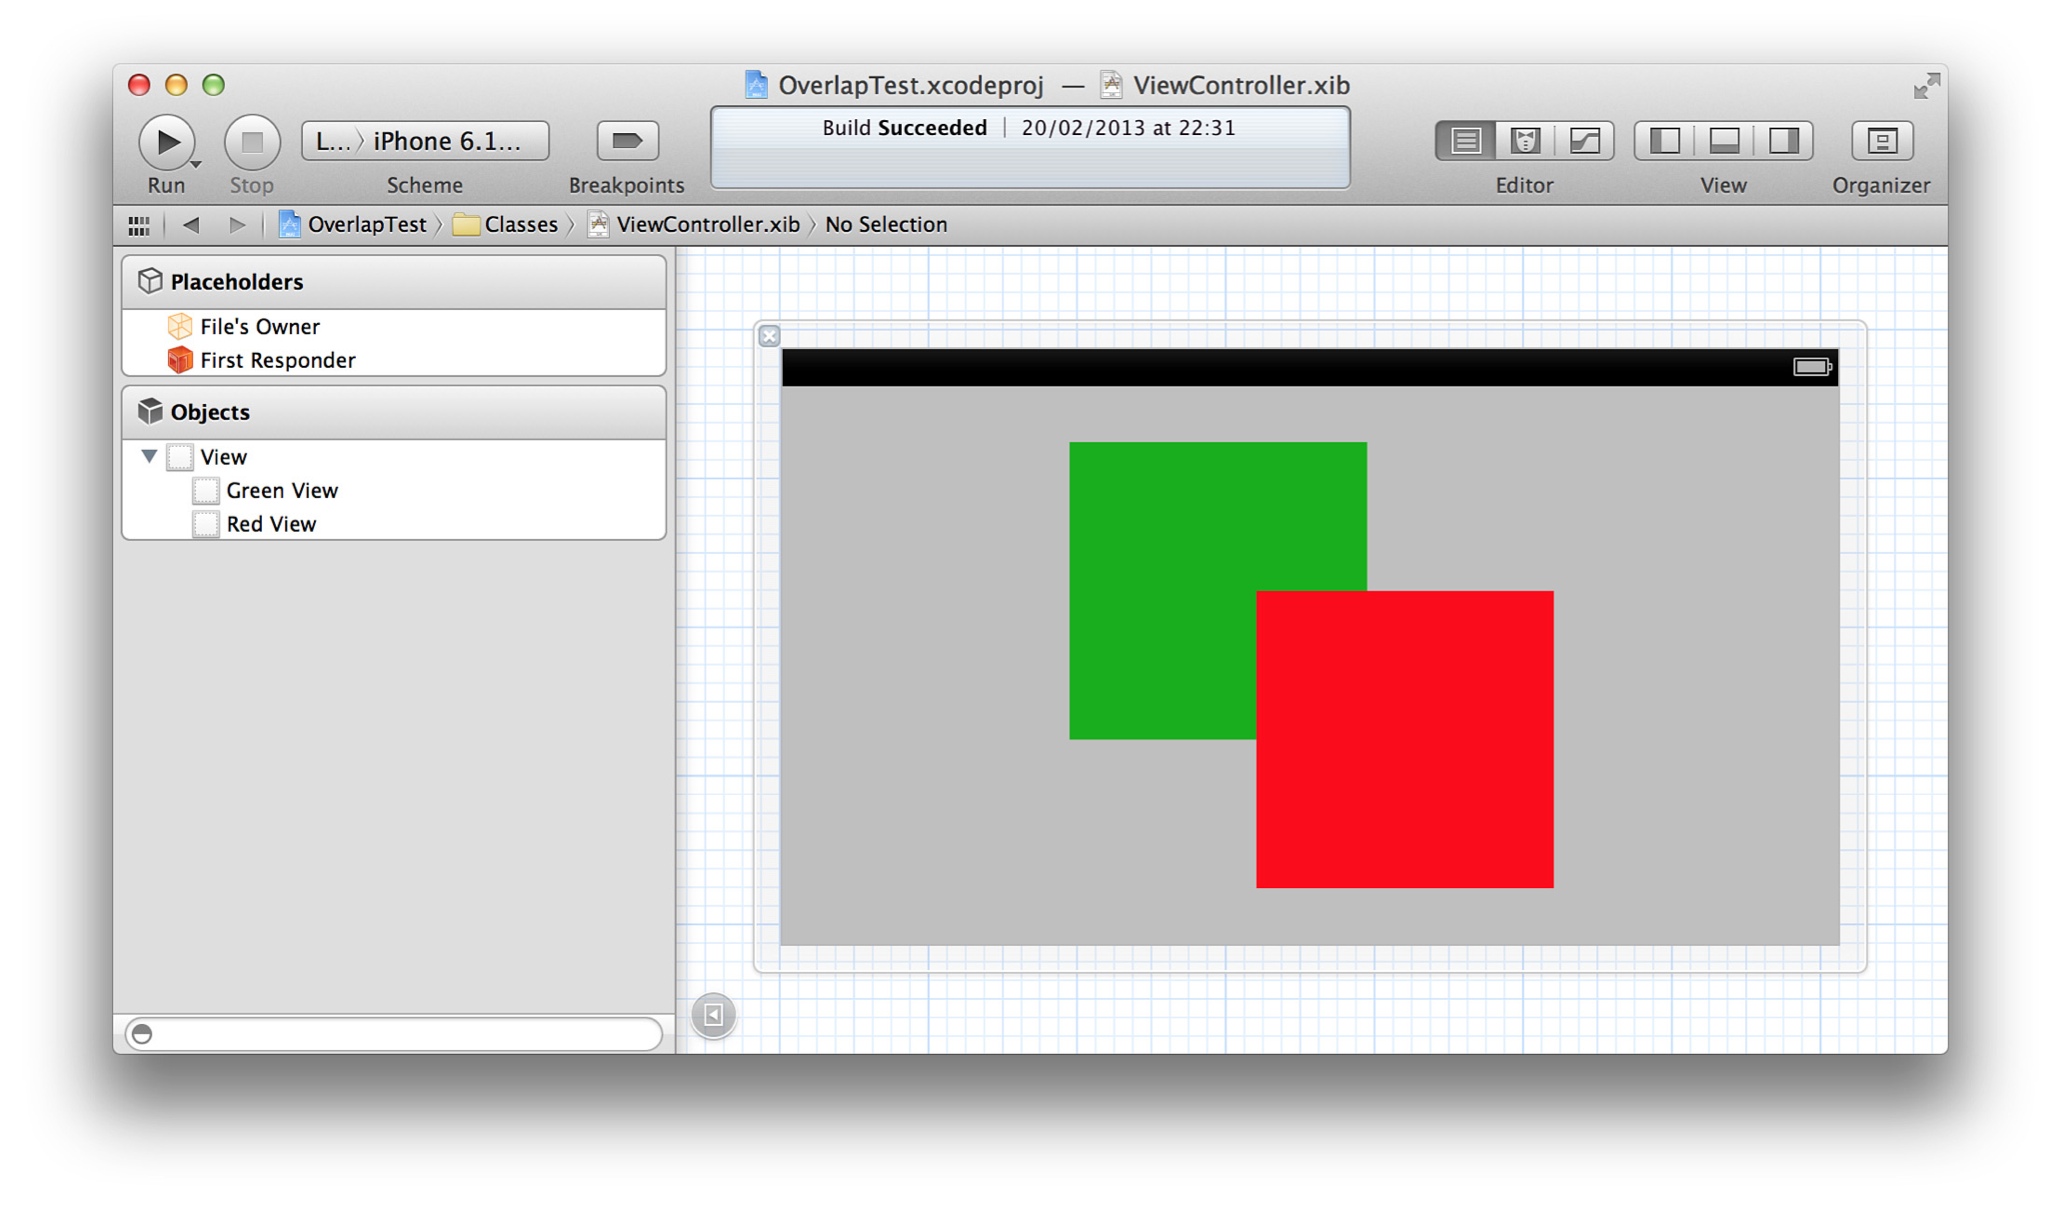 OverlapTest.xcodeproj — ViewController.xib
L... iPhone 6.1...
Build Succeeded | 20/02/2013 at 22:31
Run Stop Scheme Breakpoints Editor View Organizer
OverlapTest Classes ViewController.xib No Selection
Placeholders
File's Owner
First Responder
Objects
View
Green View
Red View